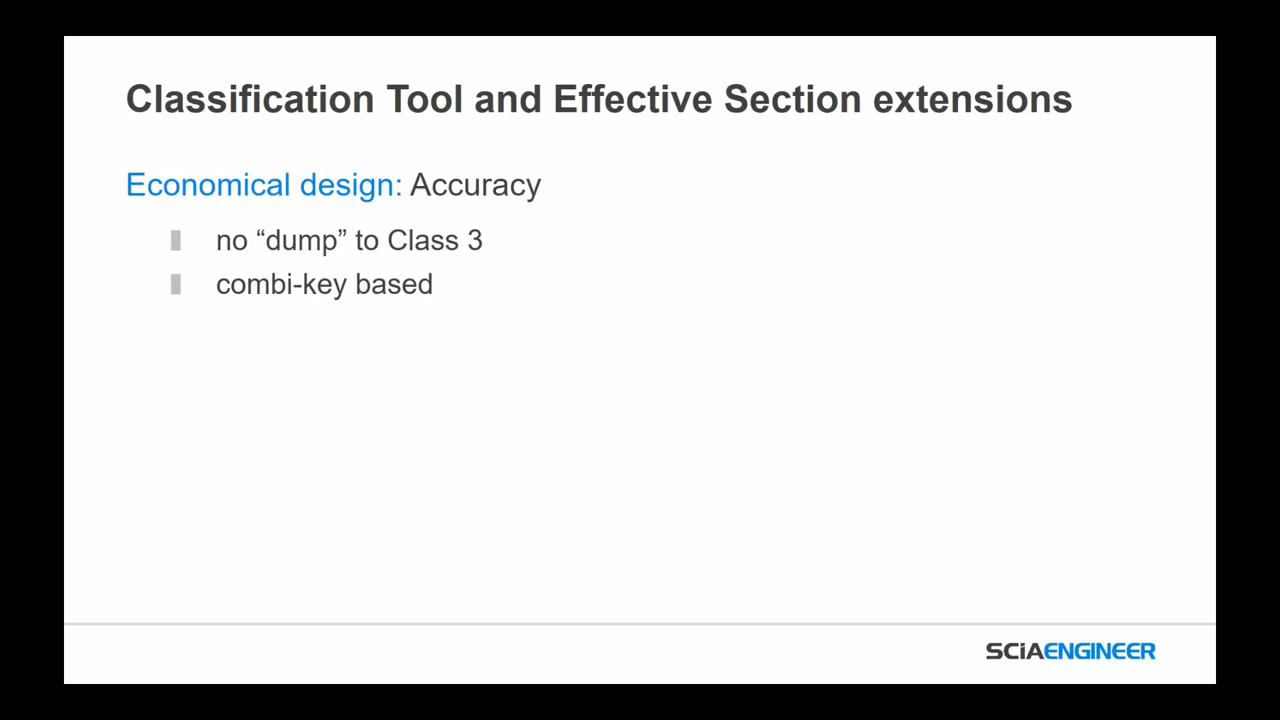 Classification Tool and Effective Section extensions
Economical design: Accuracy
no “dump” to Class 3
combi-key based
SCiAENGINEER